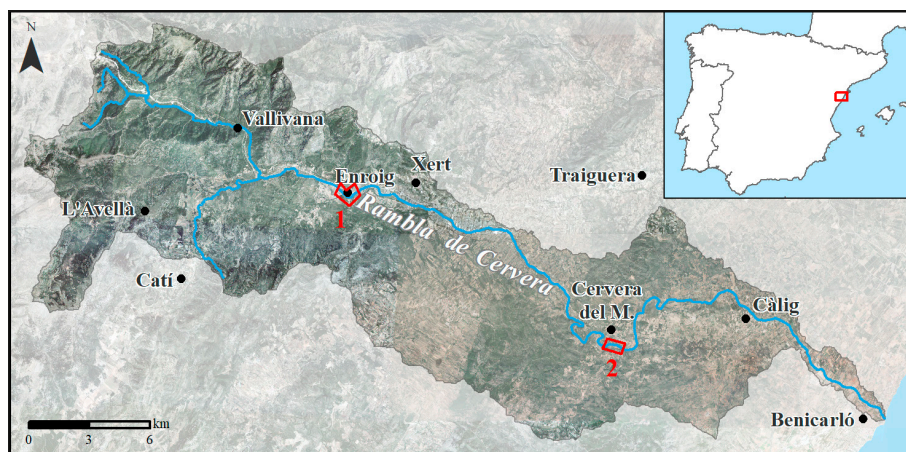 N
Vallivana
Enroig
Xert
Traiguera
L'Avellà
1
Rambla de Cervera
Catí
Cervera
del M.
Càlig
2
Benicarló
km
0 3 6